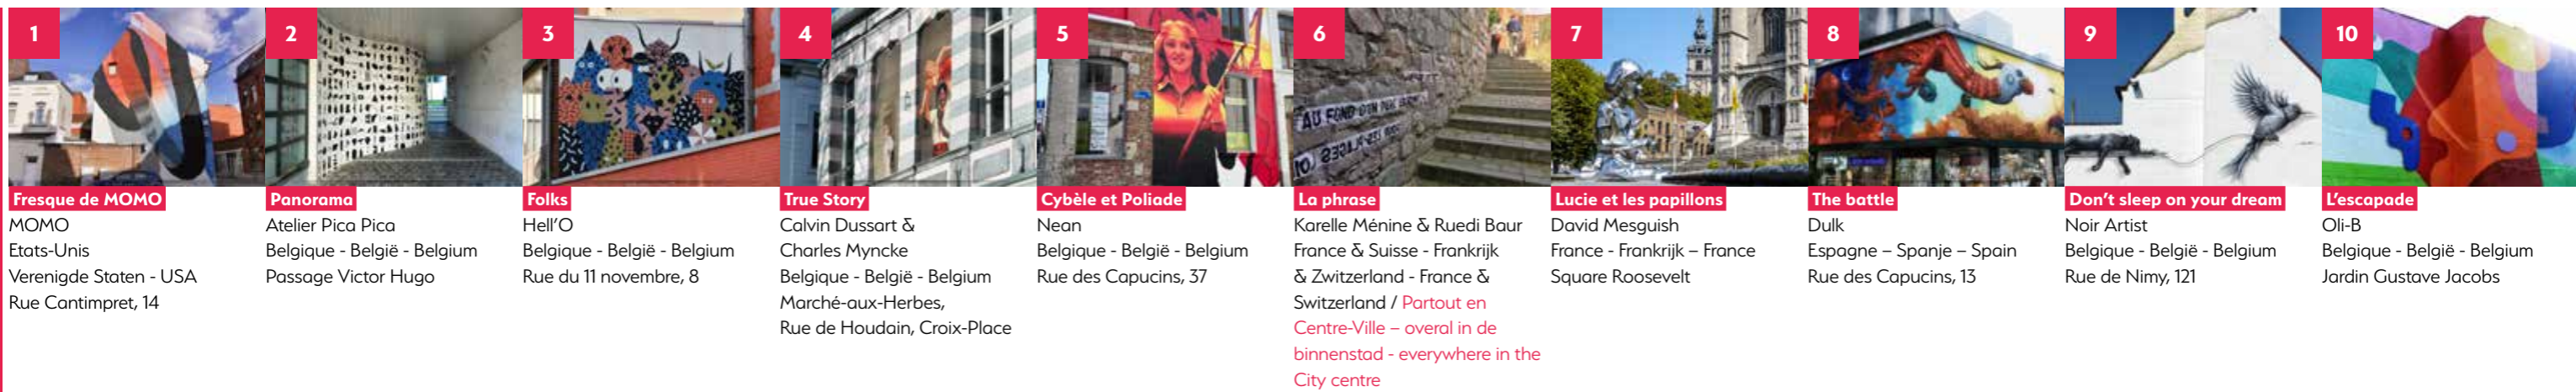 1
Fresque de MOMO
MOMO
Etats-Unis
Verenigde Staten - USA
Rue Cantimpret, 14
2
Panorama
Atelier Pica Pica
Belgique - België - Belgium
Passage Victor Hugo
3
Folks
Hell’O
Belgique - België - Belgium
Rue du 11 novembre, 8
4
True Story
Calvin Dussart &
Charles Myncke
Belgique - België - Belgium
Marché-aux-Herbes,
Rue de Houdain, Croix-Place
5
Cybèle et Poliade
Nean
Belgique - België - Belgium
Rue des Capucins, 37
6
AU FOND D'UN
La phrase
Karelle Ménine & Ruedi Baur
France & Suisse - Frankrijk
& Zwitzerland - France &
Switzerland / Partout en
Centre-Ville – overal in de
binnenstad - everywhere in the
City centre
7
Lucie et les papillons
David Mesguish
France - Frankrijk – France
Square Roosevelt
8
The battle
Dulk
Espagne – Spanje – Spain
Rue des Capucins, 13
9
Don’t sleep on your dream
Noir Artist
Belgique - België - Belgium
Rue de Nimy, 121
10
L’escapade
Oli-B
Belgique - België - Belgium
Jardin Gustave Jacobs